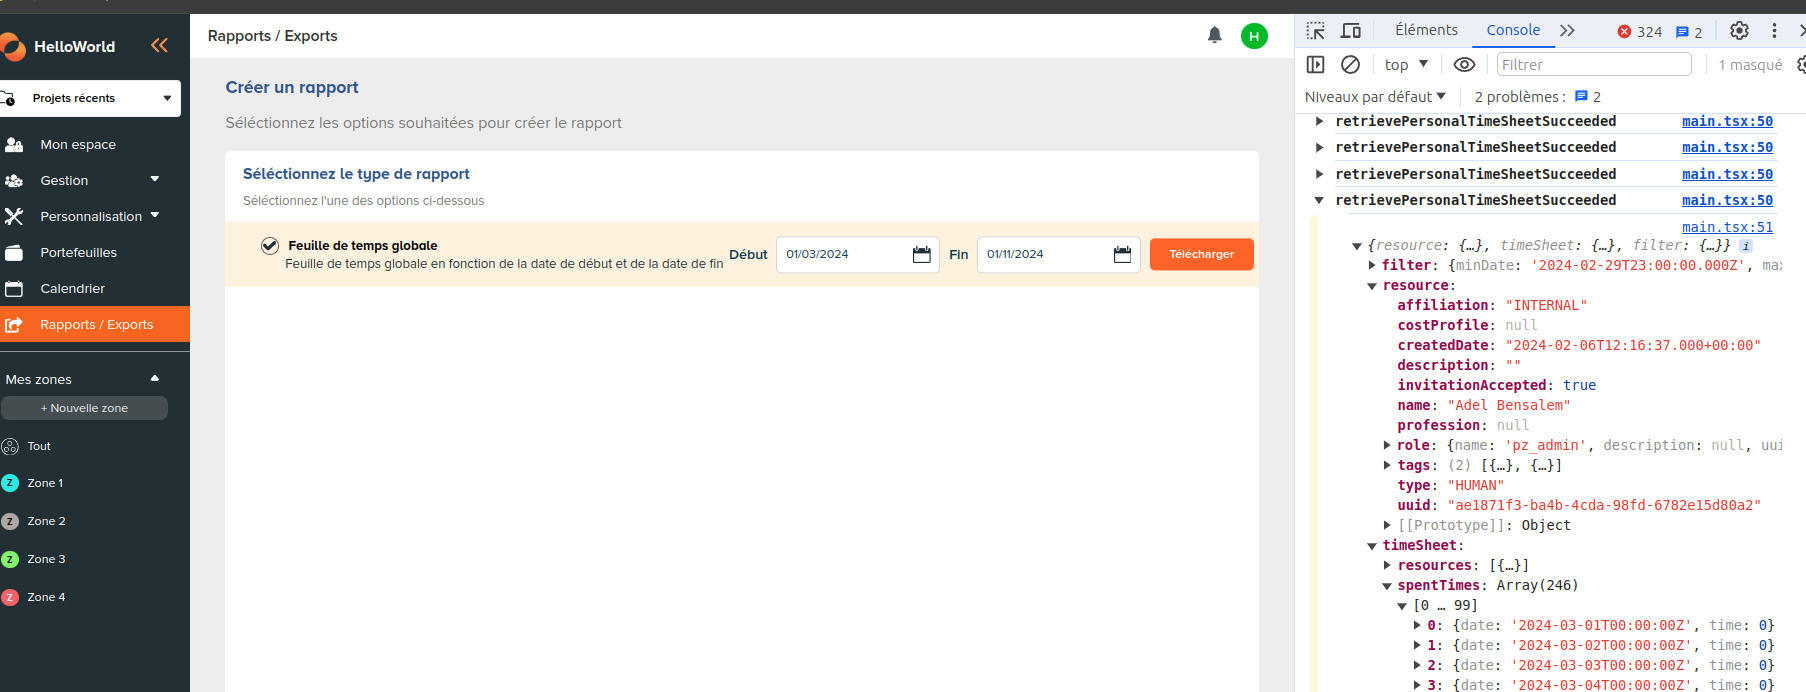 HelloWorld
Projets récents
Mon espace
Gestion
Personnalisation
Portefeuilles
Calendrier
Rapports / Exports
Mes zones
+ Nouvelle zone
Tout
Z Zone 1
Z Zone 2
Z Zone 3
Z Zone 4
Rapports / Exports
H
Créer un rapport
Séléctionnez les options souhaitées pour créer le rapport
Séléctionnez le type de rapport
Séléctionnez l'une des options ci-dessous
Feuille de temps globale
Feuille de temps globale en fonction de la date de début et de la date de fin
Début 01/03/2024 Fin 01/11/2024 Télécharger
Éléments Console 324 2
top Filtrer 1 masqué
Niveaux par défaut 2 problèmes : 2
retrievePersonalTimeSheetSucceeded main.tsx:50
retrievePersonalTimeSheetSucceeded main.tsx:50
retrievePersonalTimeSheetSucceeded main.tsx:50
retrievePersonalTimeSheetSucceeded main.tsx:50
main.tsx:51
{resource: {…}, timeSheet: {…}, filter: {…}} i
filter: {minDate: '2024-02-29T23:00:00.000Z', max
resource:
affiliation: "INTERNAL"
costProfile: null
createdDate: "2024-02-06T12:16:37.000+00:00"
description: ""
invitationAccepted: true
name: "Adel Bensalem"
profession: null
role: {name: 'pz_admin', description: null, uui
tags: (2) [{…}, {…}]
type: "HUMAN"
uuid: "ae1871f3-ba4b-4cda-98fd-6782e15d80a2"
[[Prototype]]: Object
timeSheet:
resources: [{…}]
spentTimes: Array(246)
[0 … 99]
0: {date: '2024-03-01T00:00:00Z', time: 0}
1: {date: '2024-03-02T00:00:00Z', time: 0}
2: {date: '2024-03-03T00:00:00Z', time: 0}
3: {date: '2024-03-04T00:00:00Z', time: 0}